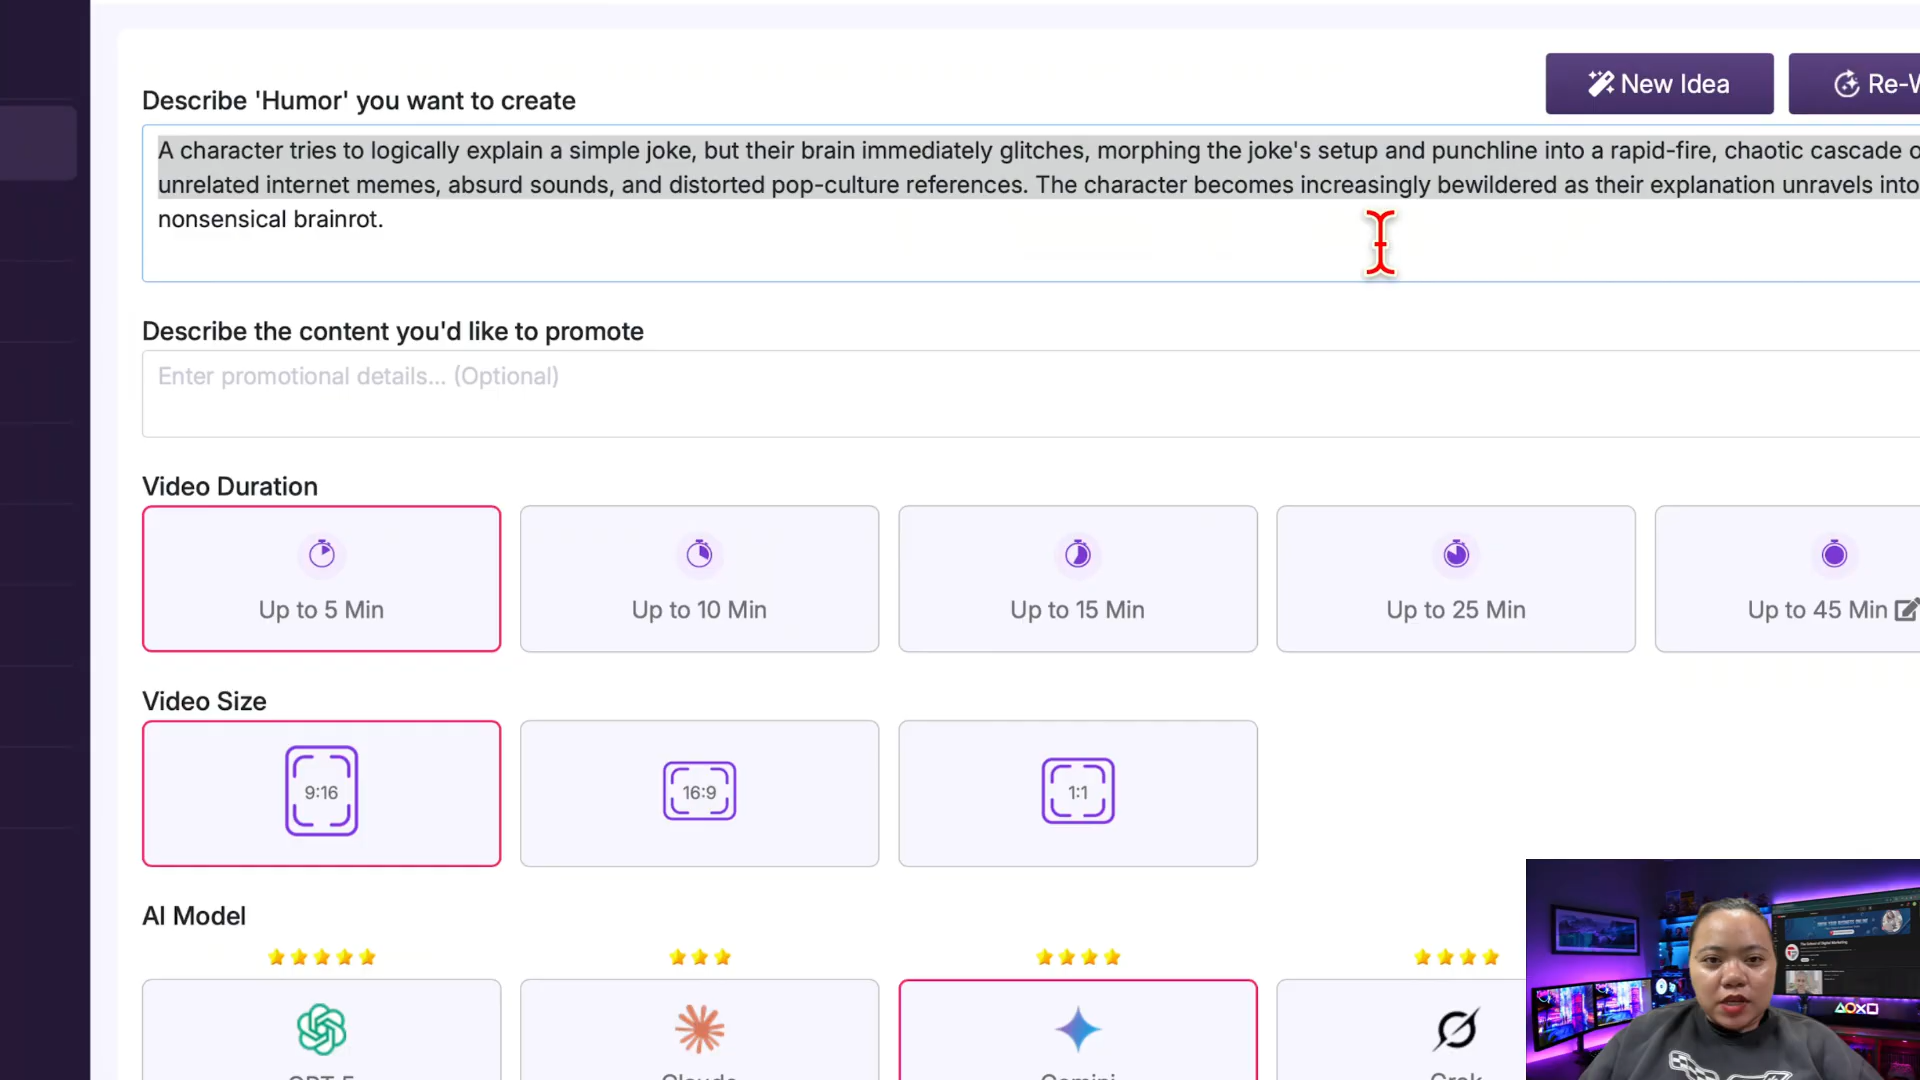 New Idea
Re-W
Describe 'Humor' you want to create
A character tries to logically explain a simple joke, but their brain immediately glitches, morphing the joke's setup and punchline into a rapid-fire, chaotic cascade o
unrelated internet memes, absurd sounds, and distorted pop-culture references. The character becomes increasingly bewildered as their explanation unravels into
nonsensical brainrot.
Describe the content you'd like to promote
Enter promotional details... (Optional)
Video Duration
Up to 5 Min
Up to 10 Min
Up to 15 Min
Up to 25 Min
Up to 45 Min
Video Size
9:16
16:9
1:1
AI Model
GPT-5
Claude
Gemini
Grok